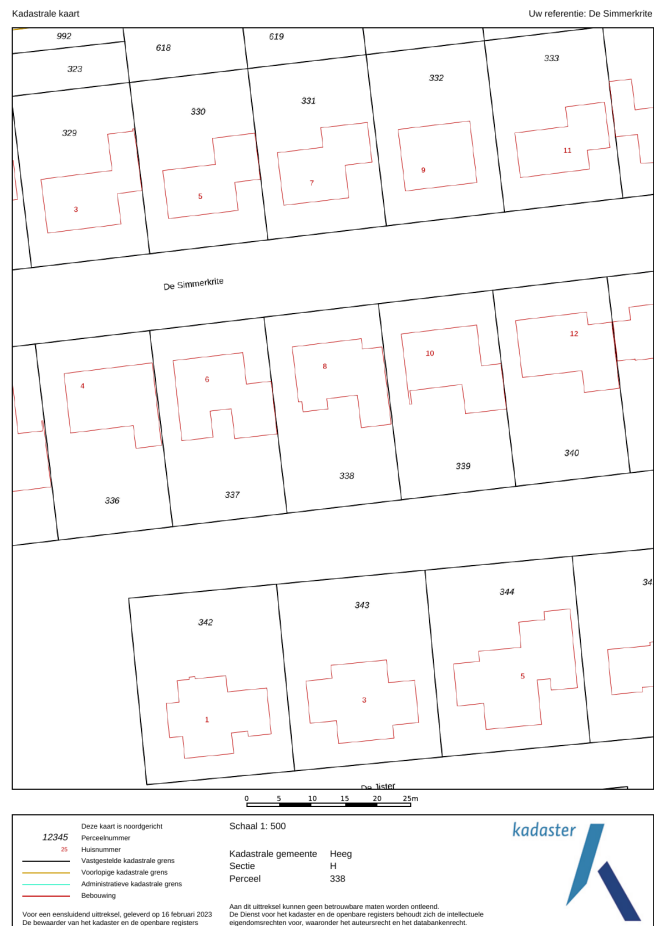 Kadastrale kaart
Uw referentie: De Simmerkrite
992
618
619
323
333
332
331
330
329
11
9
7
5
3
De Simmerkrite
12
10
8
6
4
340
339
338
337
336
344
343
342
34
5
3
1
De Jister
0 5 10 15 20 25m
Deze kaart is noordgericht
12345 Perceelnummer
25 Huisnummer
Vastgestelde kadastrale grens
Voorlopige kadastrale grens
Administratieve kadastrale grens
Bebouwing
Voor een eensluidend uittreksel, geleverd op 16 februari 2023
De bewaarder van het kadaster en de openbare registers
Schaal 1: 500
Kadastrale gemeente Heeg
Sectie H
Perceel 338
Aan dit uittreksel kunnen geen betrouwbare maten worden ontleend.
De Dienst voor het kadaster en de openbare registers behoudt zich de intellectuele
eigendomsrechten voor, waaronder het auteursrecht en het databankenrecht.
kadaster